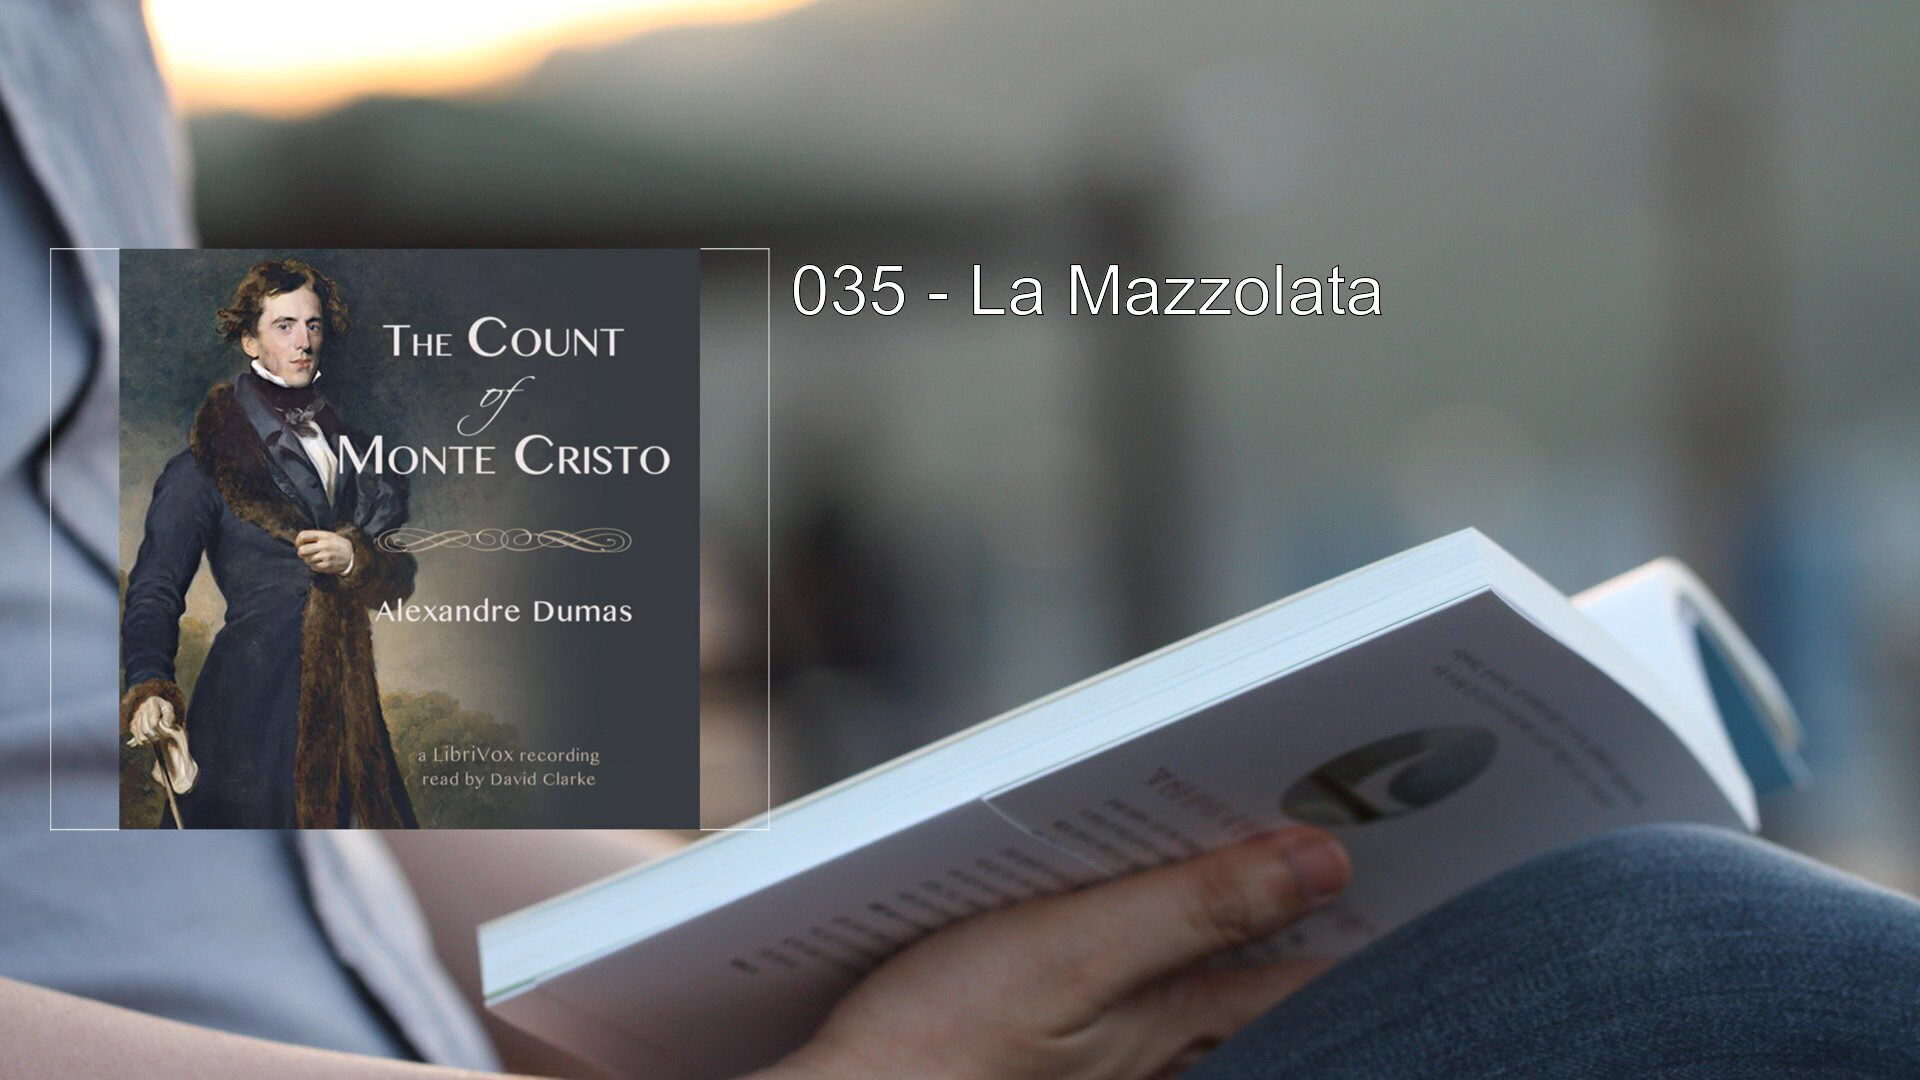 THE COUNT
of
MONTE CRISTO
Alexandre Dumas
a LibriVox recording
read by David Clarke
035 - La Mazzolata